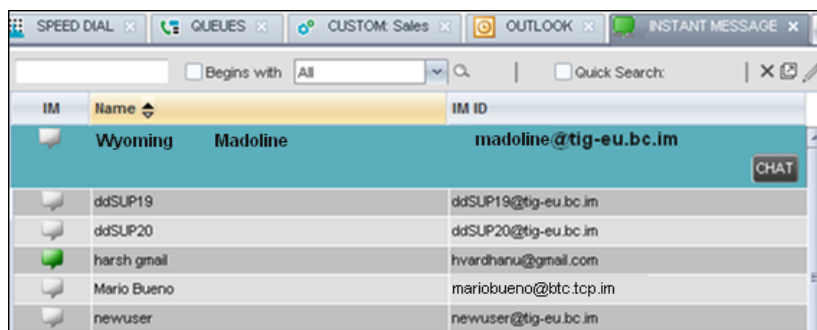 SPEED DIAL QUEUES CUSTOM: Sales OUTLOOK INSTANT MESSAGE
Begins with All Quick Search:
IM Name IM ID
Wyoming Madoline madoline@tig-eu.bc.im
CHAT
ddSUP19 ddSUP19@tig-eu.bc.im
ddSUP20 ddSUP20@tig-eu.bc.im
harsh gmail hvardhanu@gmail.com
Mario Bueno mariobueno@btc.tcp.im
newuser newuser@tig-eu.bc.im